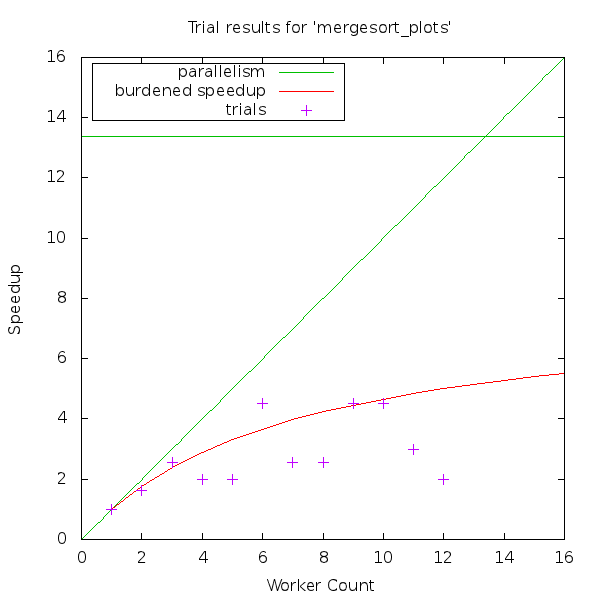 Trial results for 'mergesort_plots'
parallelism
burdened speedup
trials
16
14
12
10
8
6
4
2
0
Speedup
0 2 4 6 8 10 12 14 16
Worker Count